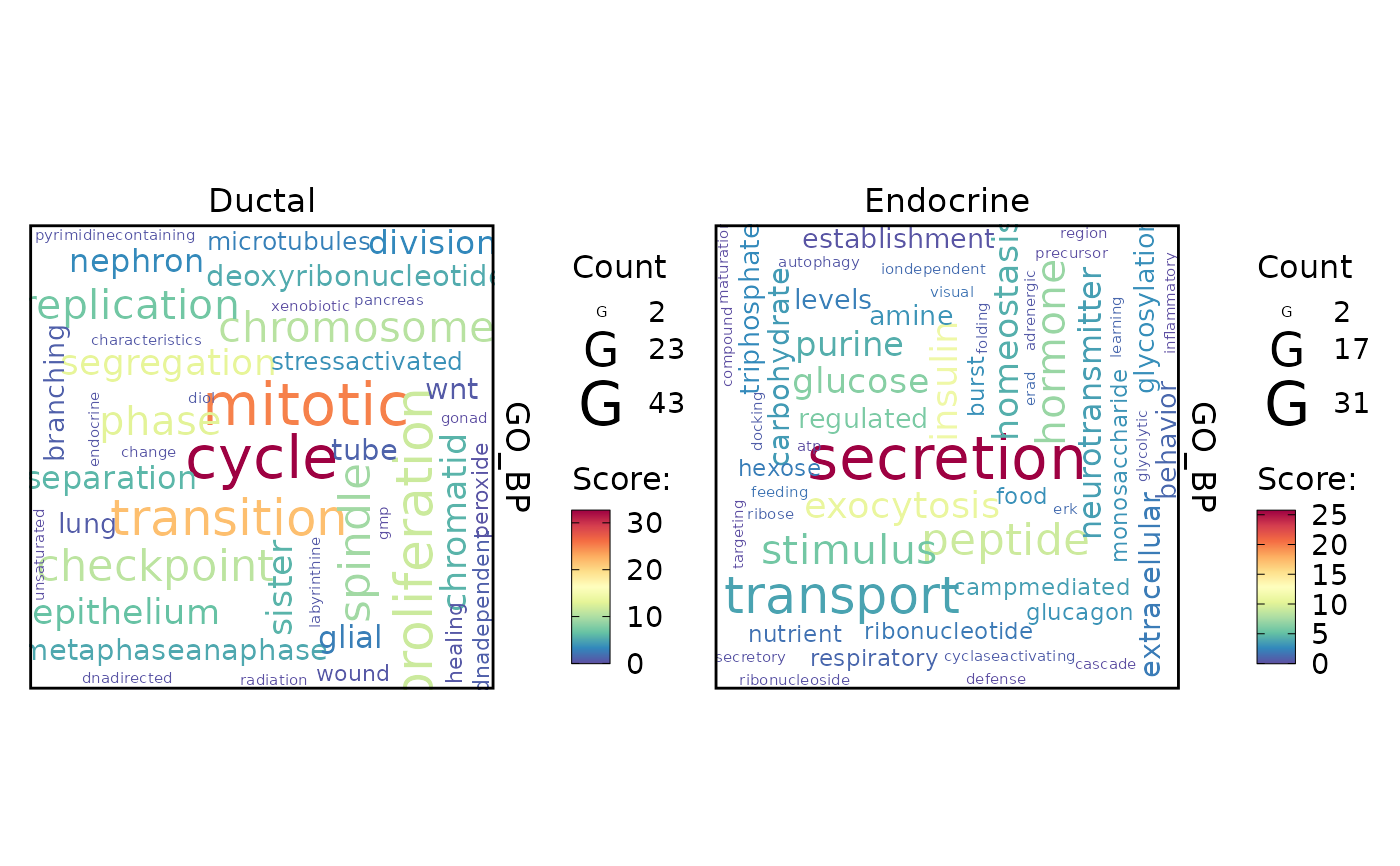 Ductal
pyrimidinecontaining
microtubules
division
nephron
deoxyribonucleotide
replication
xenobiotic
pancreas
chromosome
characteristics
branching
segregation
stressactivated
mitotic
wnt
didi
phase
endocrine
gonad
change
cycle
tube
proliferation
chromatid
separation
spindle
peroxide
lung
transition
gmp
unsaturated
checkpoint
sister
labyrinthine
dnadependent
epithelium
glial
healing
metaphaseanaphase
wound
dnadirected
radiation
GO_BP
Count
G 2
G 23
G 43
Score:
30
20
10
0
Endocrine
maturation
triphosphate
establishment
homeostasis
region
precursor
glycosylation
inflammatory
autophagy
iondependent
carbohydrate
levels
visual
adrenergic
hormone
neurotransmitter
learning
compound
amine
folding
purine
insulin
burst
glucose
erad
monosaccharide
behavior
docking
regulated
glycolytic
atp
secretion
hexose
feeding
exocytosis
food
ribose
erk
targeting
stimulus
peptide
extracellular
transport
campmediated
glucagon
nutrient
ribonucleotide
secretory
respiratory
cyclaseactivating
cascade
ribonucleoside
defense
GO_BP
Count
G 2
G 17
G 31
Score:
25
20
15
10
5
0